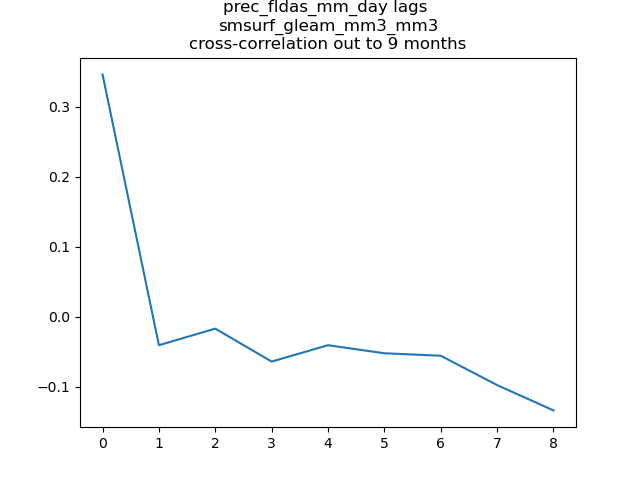 prec_fldas_mm_day lags
smsurf_gleam_mm3_mm3
cross-correlation out to 9 months
0.3
0.2
0.1
0.0
−0.1
0 1 2 3 4 5 6 7 8